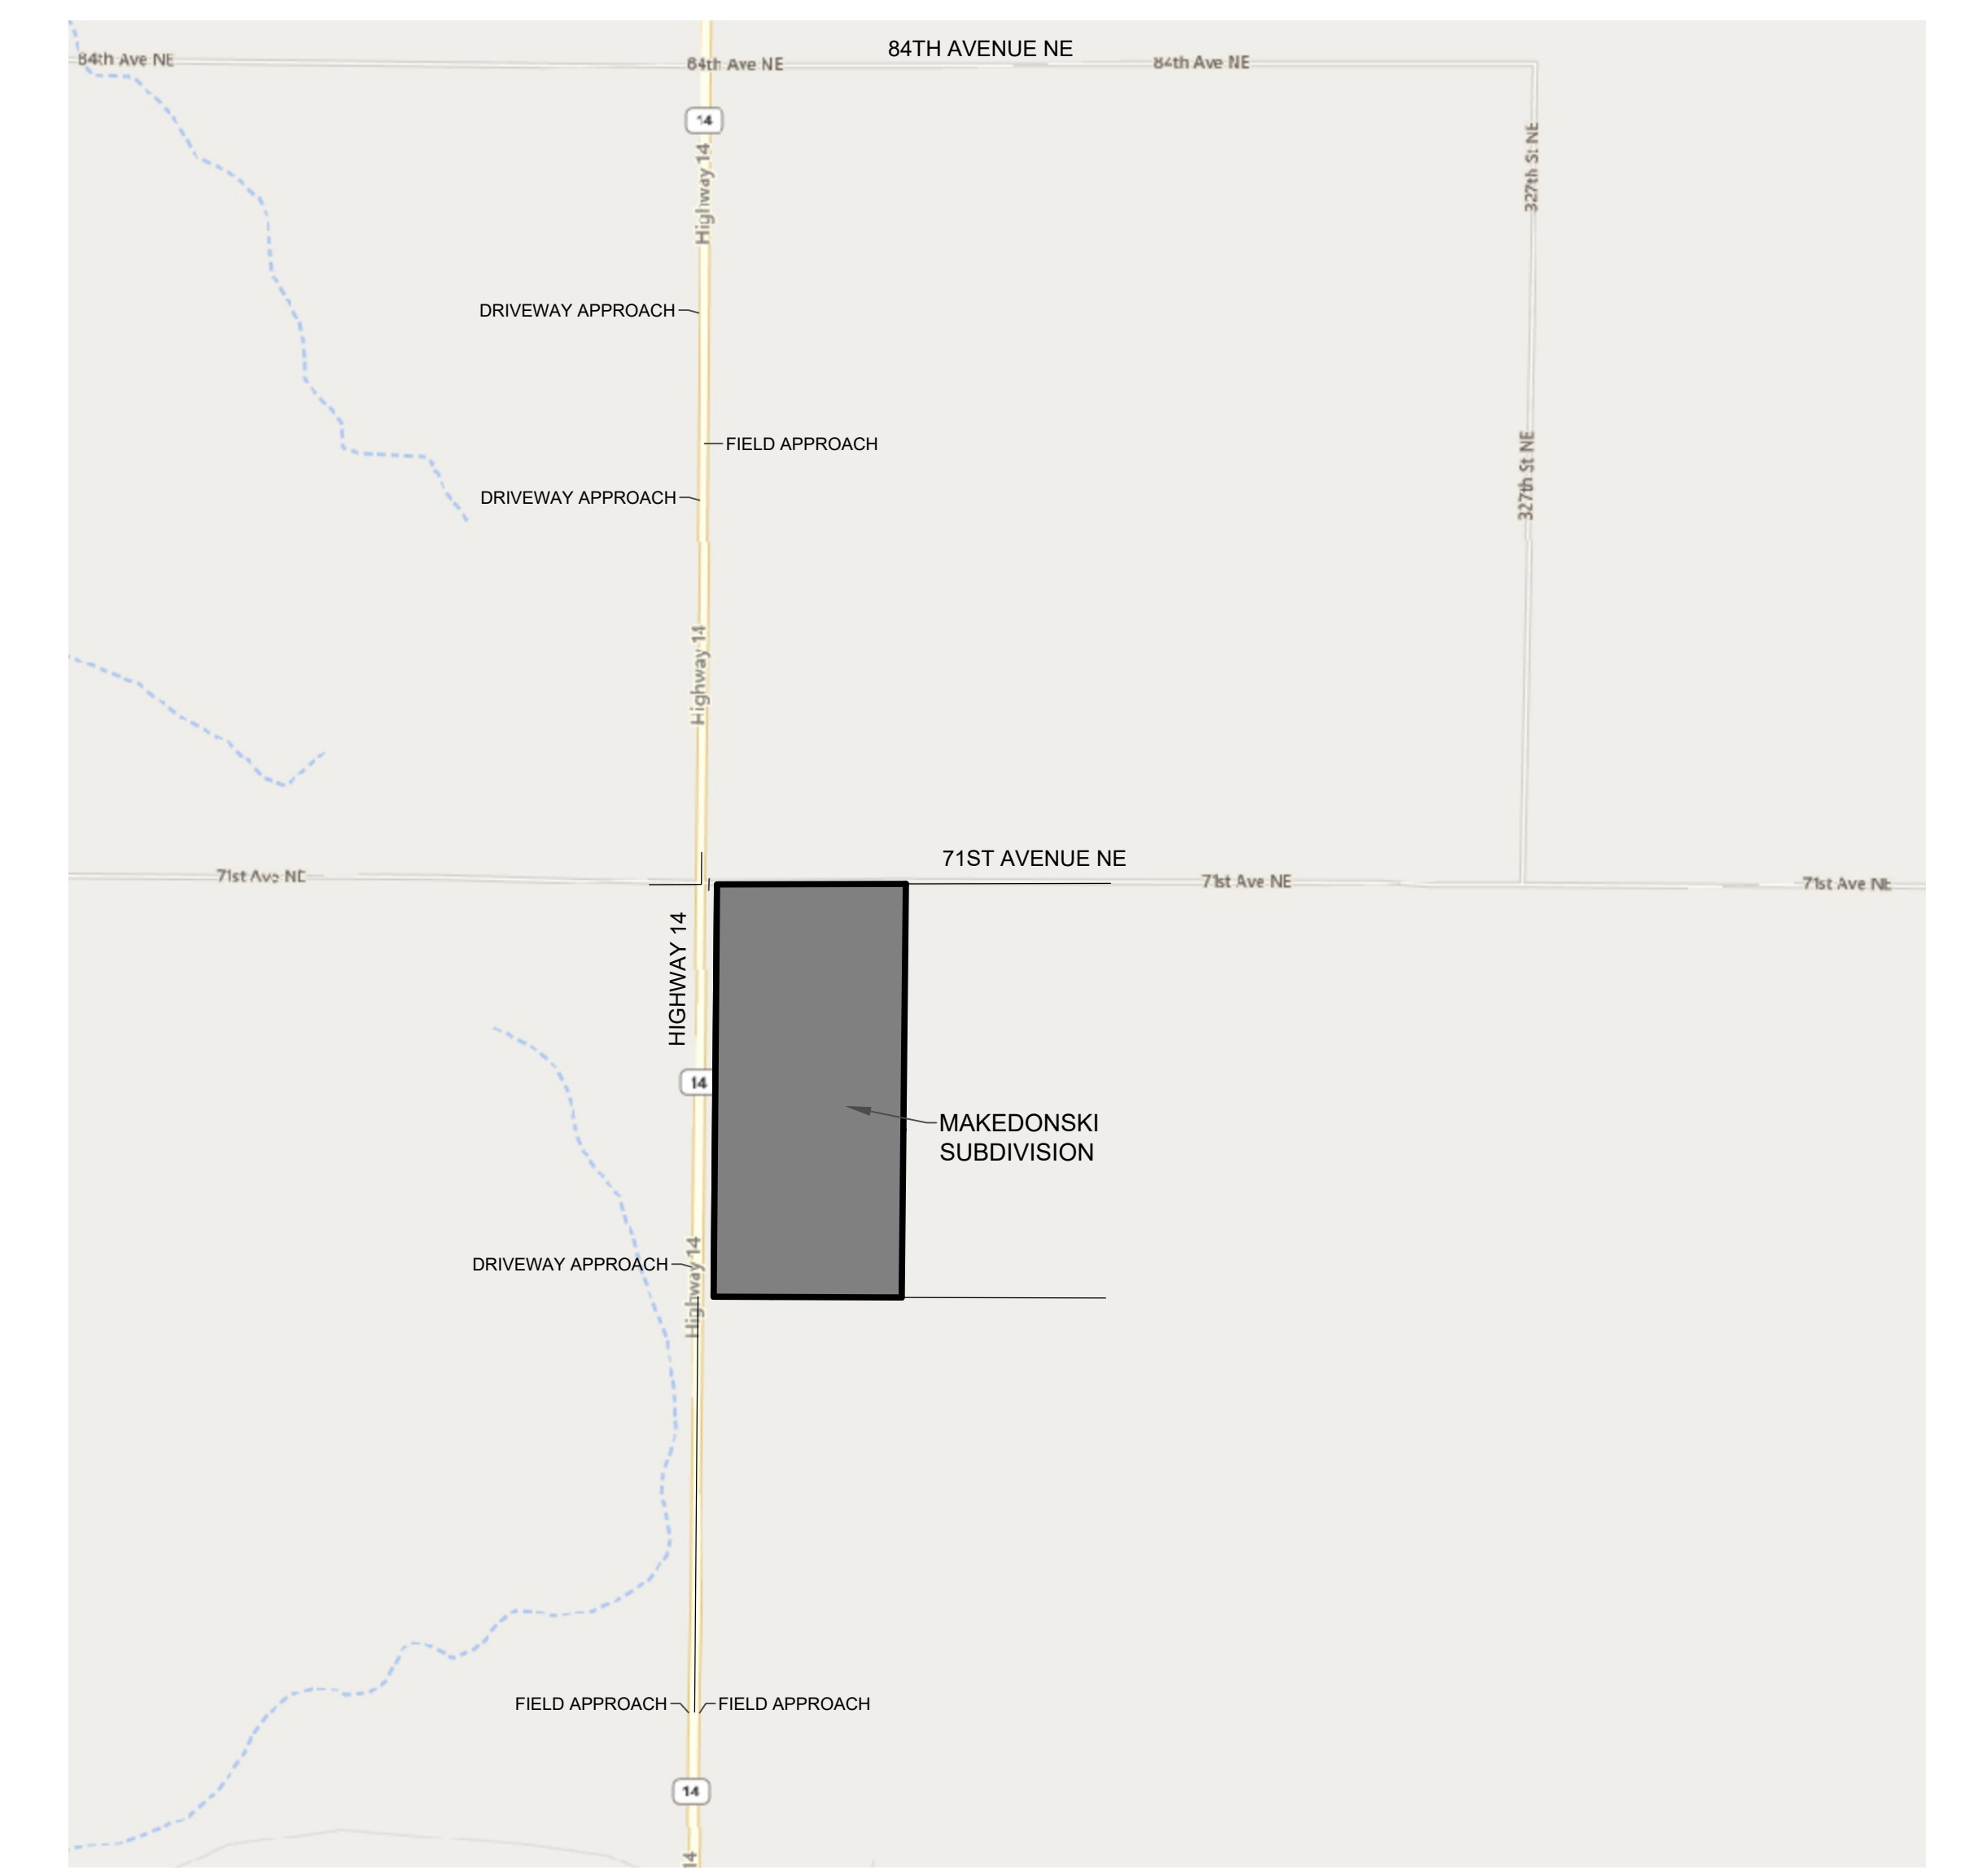 84TH AVENUE NE
84th Ave NE
84th Ave NE
84th Ave NE
14
Highway 14
327th St NE
DRIVEWAY APPROACH
FIELD APPROACH
327th St NE
DRIVEWAY APPROACH
Highway 14
71ST AVENUE NE
71st Ave NE
71st Ave NE
71st Ave NE
HIGHWAY 14
14
MAKEDONSKI
SUBDIVISION
DRIVEWAY APPROACH
Highway 14
FIELD APPROACH
FIELD APPROACH
14
14